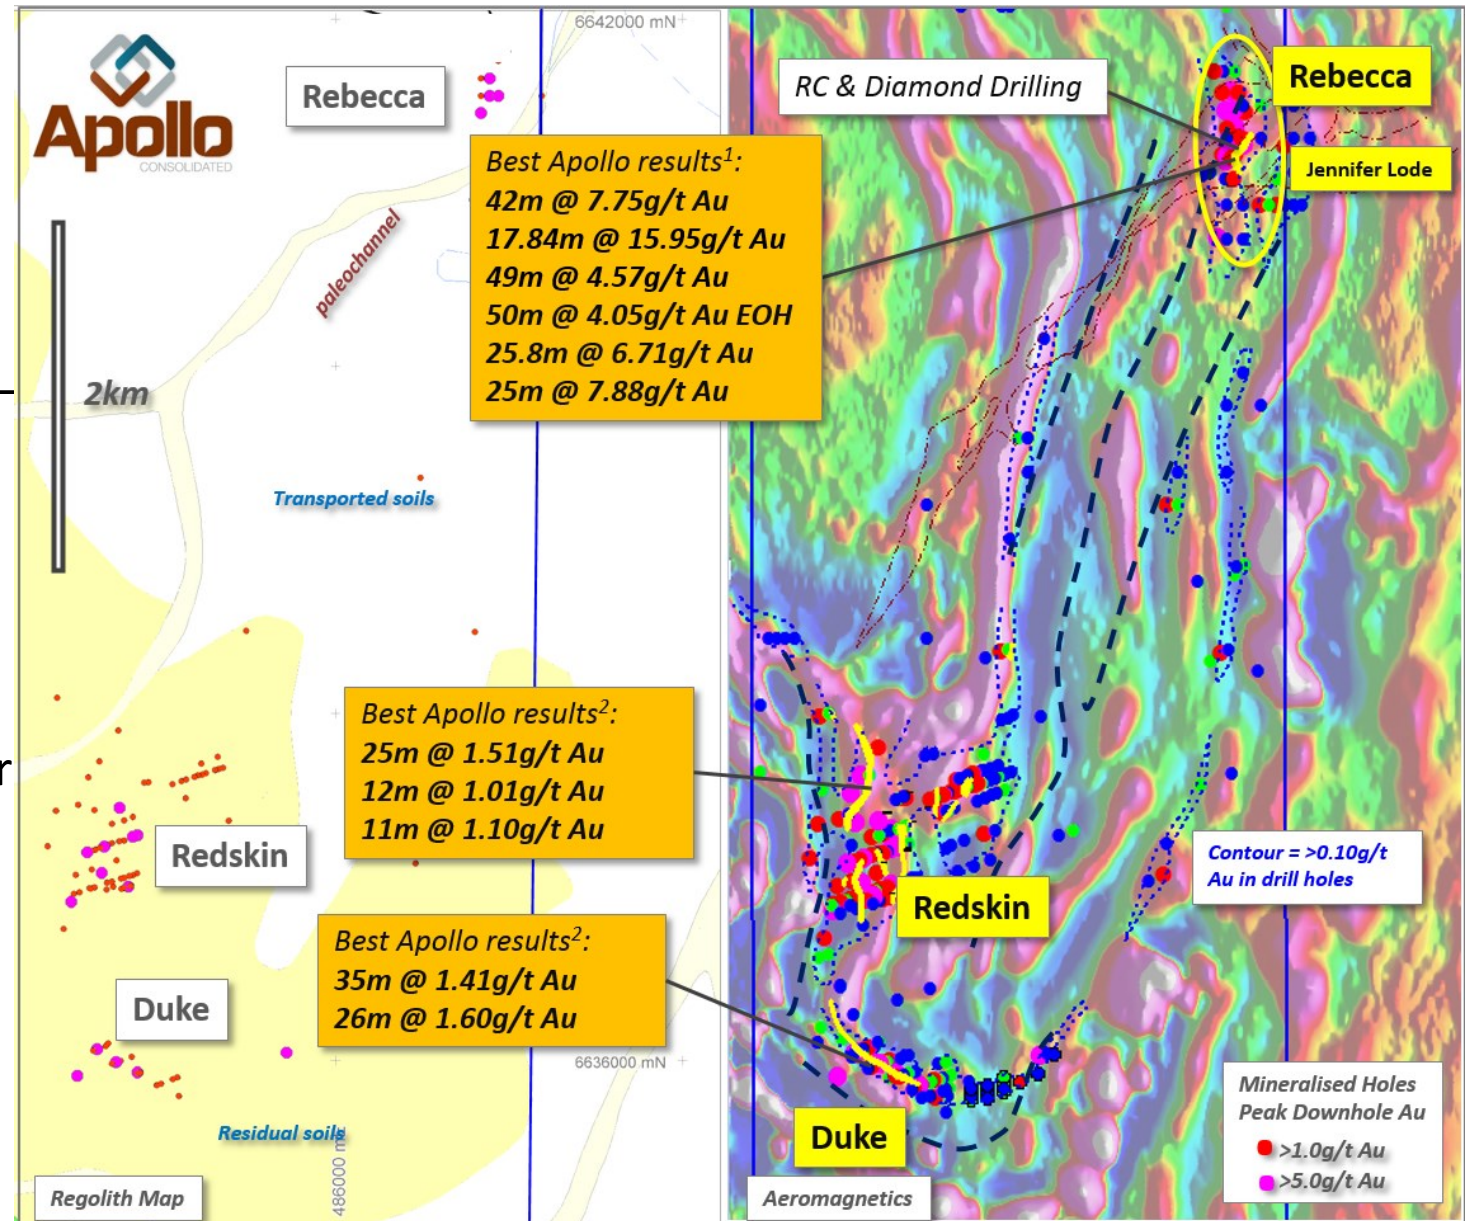 Apollo
CONSOLIDATED
Rebecca
6642000 mN
paleochannel
2km
Best Apollo results¹:
42m @ 7.75g/t Au
17.84m @ 15.95g/t Au
49m @ 4.57g/t Au
50m @ 4.05g/t Au EOH
25.8m @ 6.71g/t Au
25m @ 7.88g/t Au
Transported soils
Best Apollo results²:
25m @ 1.51g/t Au
12m @ 1.01g/t Au
11m @ 1.10g/t Au
Redskin
Best Apollo results²:
35m @ 1.41g/t Au
26m @ 1.60g/t Au
Duke
6636000 mN
Residual soils
Regolith Map
RC & Diamond Drilling
Rebecca
Jennifer Lode
Contour = >0.10g/t
Au in drill holes
Redskin
Duke
Mineralised Holes
Peak Downhole Au
>1.0g/t Au
>5.0g/t Au
Aeromagnetics